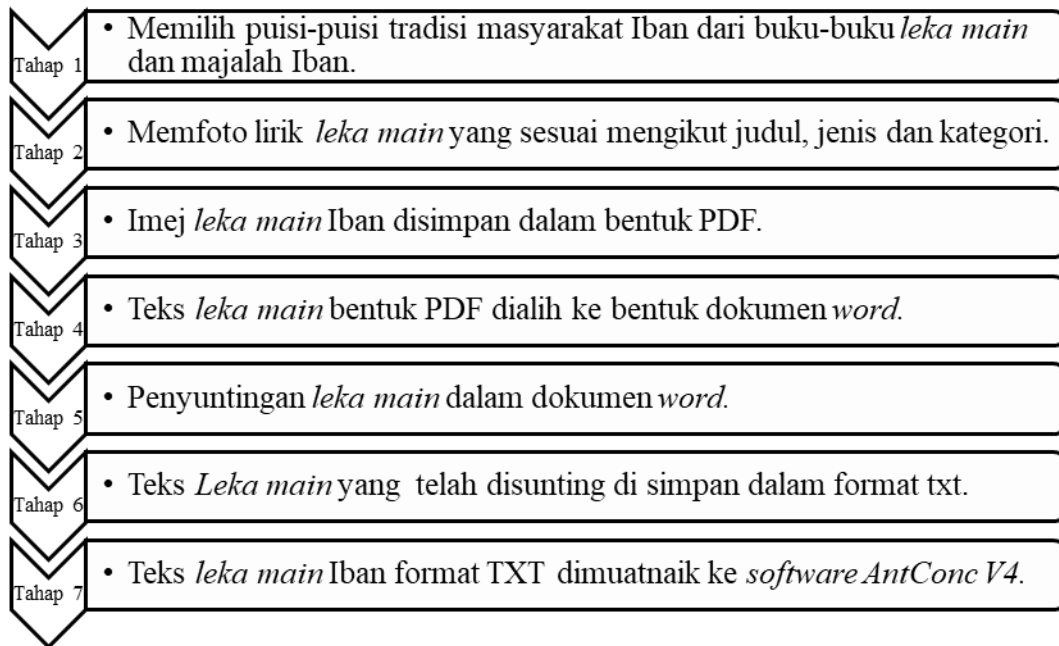 Tahap 1
• Memilih puisi-puisi tradisi masyarakat Iban dari buku-buku leka main
dan majalah Iban.
Tahap 2
• Memfoto lirik leka main yang sesuai mengikut judul, jenis dan kategori.
Tahap 3
• Imej leka main Iban disimpan dalam bentuk PDF.
Tahap 4
• Teks leka main bentuk PDF dialih ke bentuk dokumen word.
Tahap 5
• Penyuntingan leka main dalam dokumen word.
Tahap 6
• Teks Leka main yang telah disunting di simpan dalam format txt.
Tahap 7
• Teks leka main Iban format TXT dimuatnaik ke software AntConc V4.